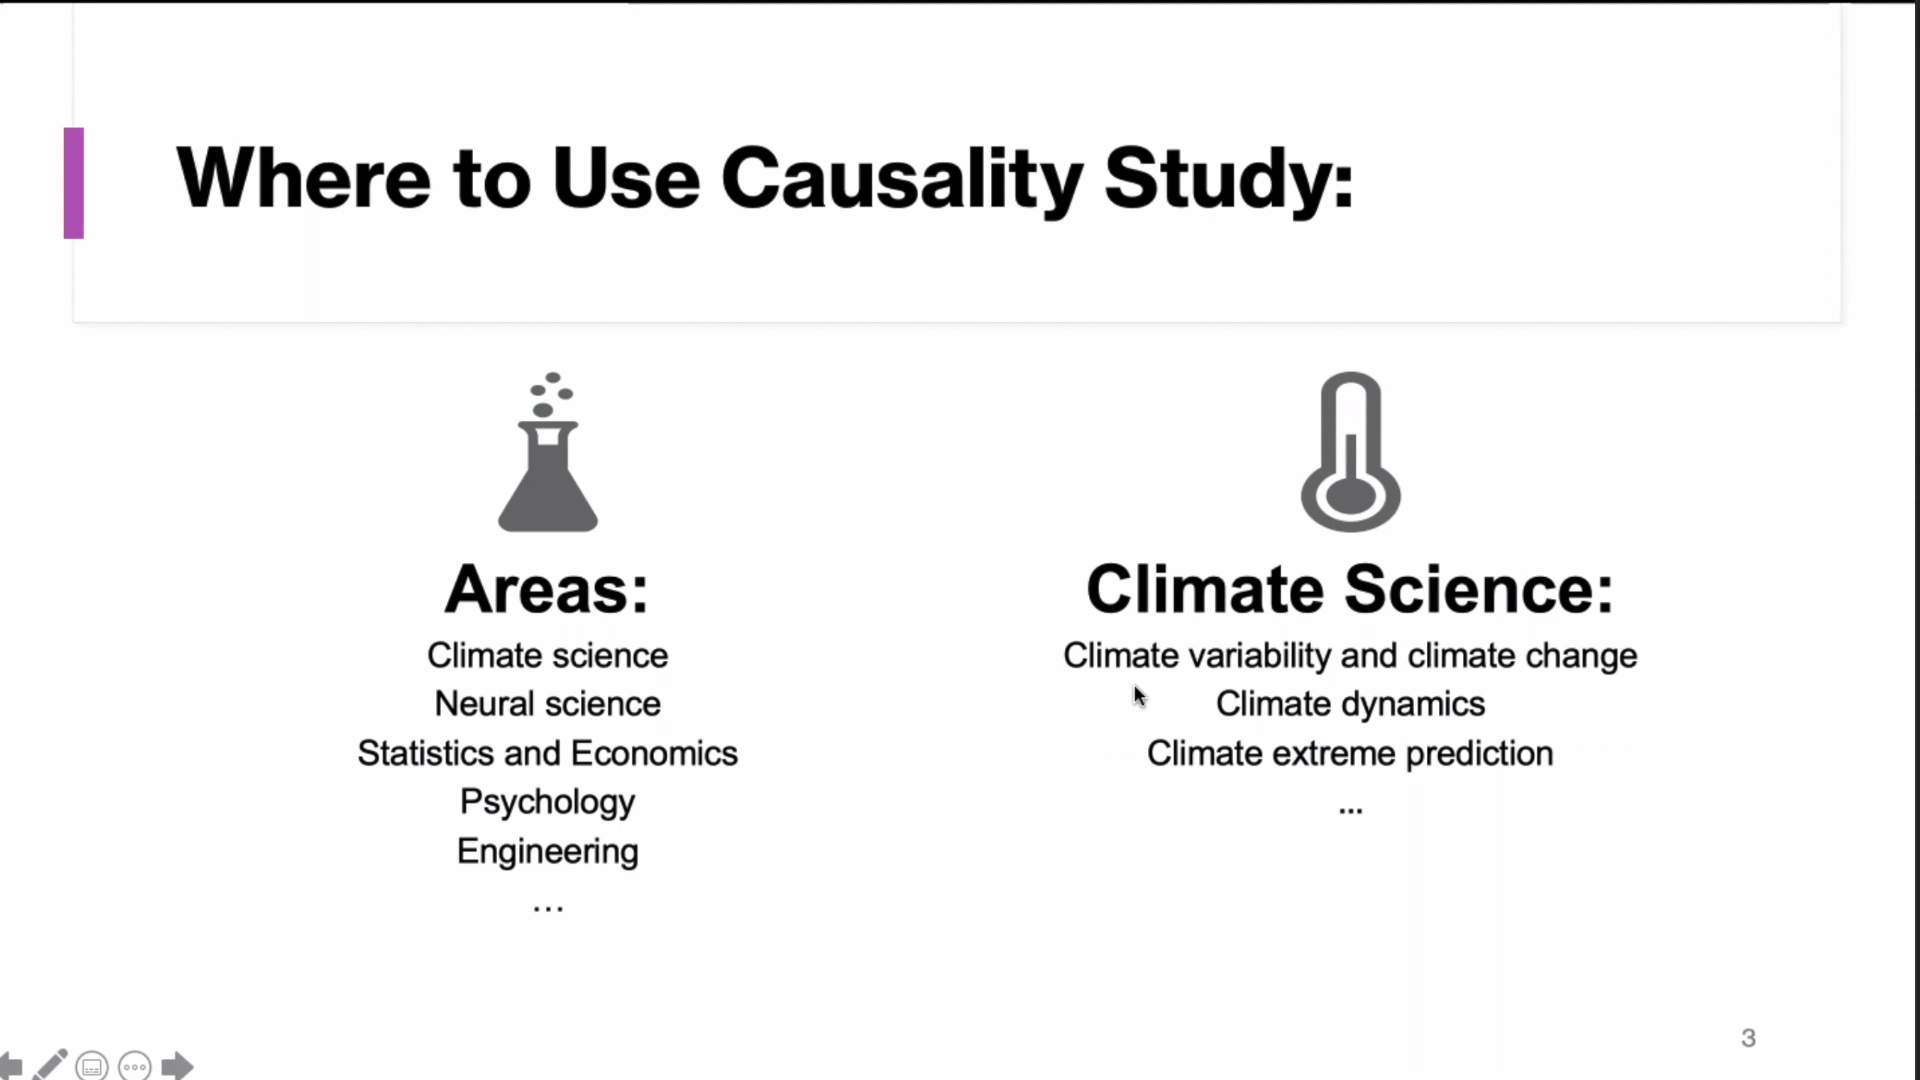 Where to Use Causality Study:
Areas:
Climate science
Neural science
Statistics and Economics
Psychology
Engineering
…
Climate Science:
Climate variability and climate change
Climate dynamics
Climate extreme prediction
...
3